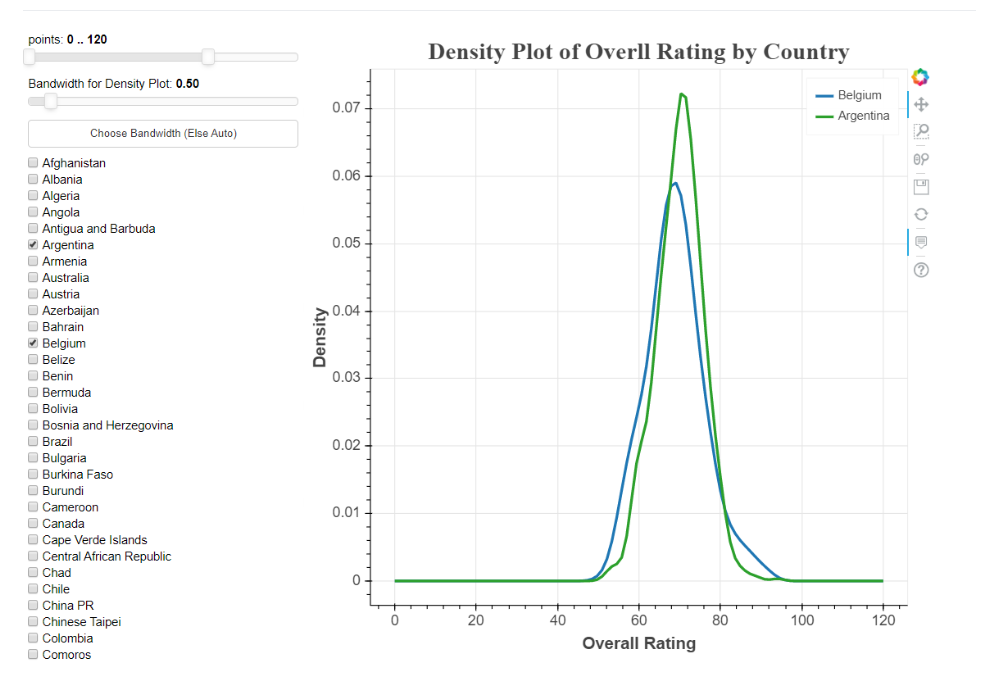 points: 0 .. 120
Bandwidth for Density Plot: 0.50
Choose Bandwidth (Else Auto)
Afghanistan
Albania
Algeria
Angola
Antigua and Barbuda
Argentina
Armenia
Australia
Austria
Azerbaijan
Bahrain
Belgium
Belize
Benin
Bermuda
Bolivia
Bosnia and Herzegovina
Brazil
Bulgaria
Burkina Faso
Burundi
Cameroon
Canada
Cape Verde Islands
Central African Republic
Chad
Chile
China PR
Chinese Taipei
Colombia
Comoros
Density Plot of Overll Rating by Country
Belgium
Argentina
Density
0.07
0.06
0.05
0.04
0.03
0.02
0.01
0
0 20 40 60 80 100 120
Overall Rating